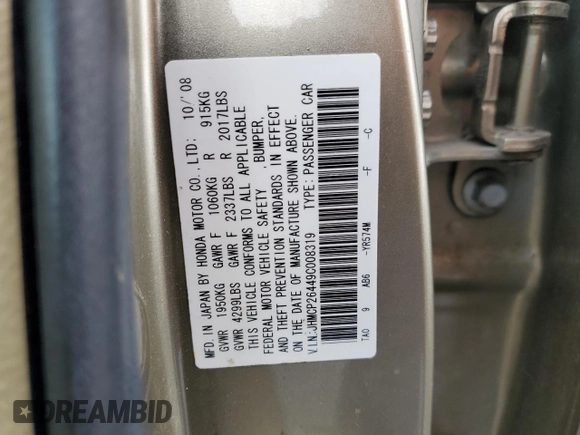 MFD. IN JAPAN BY HONDA MOTOR CO., LTD: 10/'08
GVWR 1950KG GAWR F 1060KG R 915KG
GVWR 4299LBS GAWR F 2337LBS R 2017LBS
THIS VEHICLE CONFORMS TO ALL APPLICABLE
FEDERAL MOTOR VEHICLE SAFETY ,BUMPER,
AND THEFT PREVENTION STANDARDS IN EFFECT
ON THE DATE OF MANUFACTURE SHOWN ABOVE.
V.I.N:JHMCP26449C008319 TYPE: PASSENGER CAR
TA0 9 AB6 -YR574M -F -C
DREAMBID